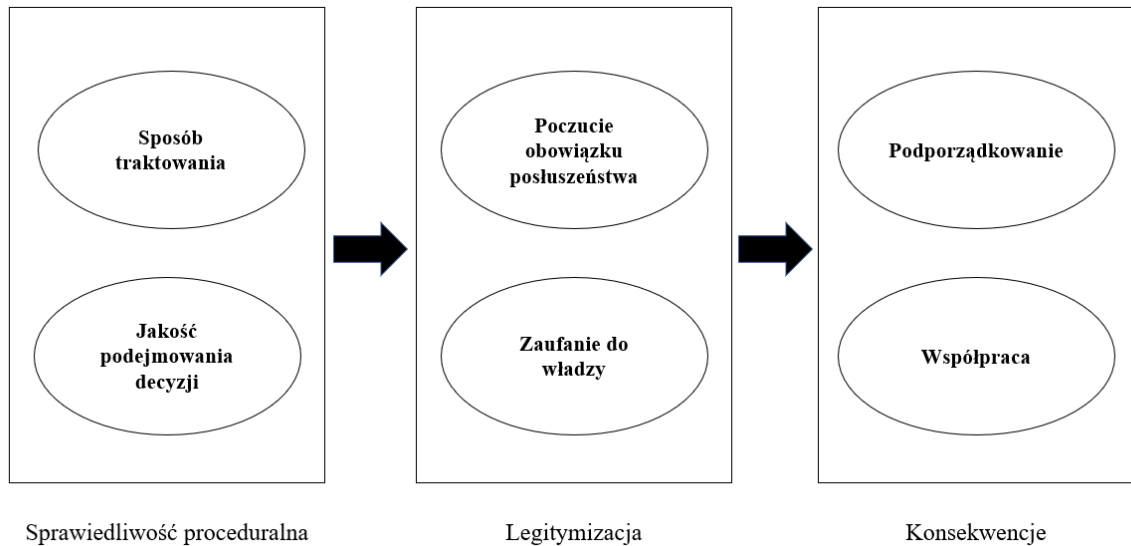 Sposób
traktowania
Jakość
podejmowania
decyzji
Poczucie
obowiązku
posłuszeństwa
Zaufanie do
władzy
Podporządkowanie
Współpraca
Sprawiedliwość proceduralna
Legitymizacja
Konsekwencje